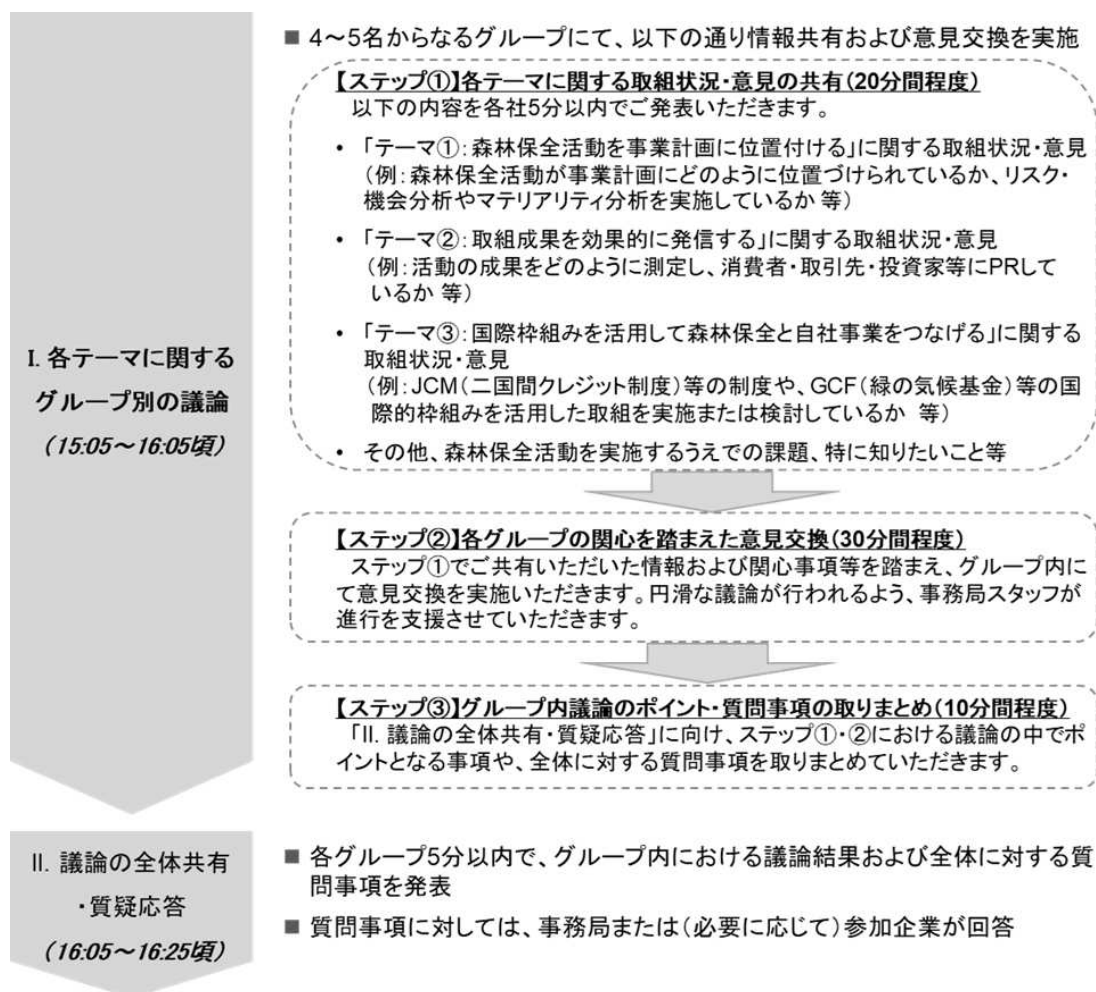 I. 各テーマに関する
グループ別の議論
(15:05～16:05頃)
■ 4～5名からなるグループにて、以下の通り情報共有および意見交換を実施
【ステップ①】各テーマに関する取組状況・意見の共有(20分間程度)
以下の内容を各社5分以内でご発表いただきます。
• 「テーマ①:森林保全活動を事業計画に位置付ける」に関する取組状況・意見
(例:森林保全活動が事業計画にどのように位置づけられているか、リスク・
機会分析やマテリアリティ分析を実施しているか 等)
• 「テーマ②:取組成果を効果的に発信する」に関する取組状況・意見
(例:活動の成果をどのように測定し、消費者・取引先・投資家等にPRして
いるか 等)
• 「テーマ③:国際枠組みを活用して森林保全と自社事業をつなげる」に関する
取組状況・意見
(例:JCM(二国間クレジット制度)等の制度や、GCF(緑の気候基金)等の国
際的枠組みを活用した取組を実施または検討しているか 等)
• その他、森林保全活動を実施するうえでの課題、特に知りたいこと等
【ステップ②】各グループの関心を踏まえた意見交換(30分間程度)
ステップ①でご共有いただいた情報および関心事項等を踏まえ、グループ内に
て意見交換を実施いただきます。円滑な議論が行われるよう、事務局スタッフが
進行を支援させていただきます。
【ステップ③】グループ内議論のポイント・質問事項の取りまとめ(10分間程度)
「II. 議論の全体共有・質疑応答」に向け、ステップ①・②における議論の中でポ
イントとなる事項や、全体に対する質問事項を取りまとめていただきます。
II. 議論の全体共有
・質疑応答
(16:05～16:25頃)
■ 各グループ5分以内で、グループ内における議論結果および全体に対する質
問事項を発表
■ 質問事項に対しては、事務局または(必要に応じて)参加企業が回答